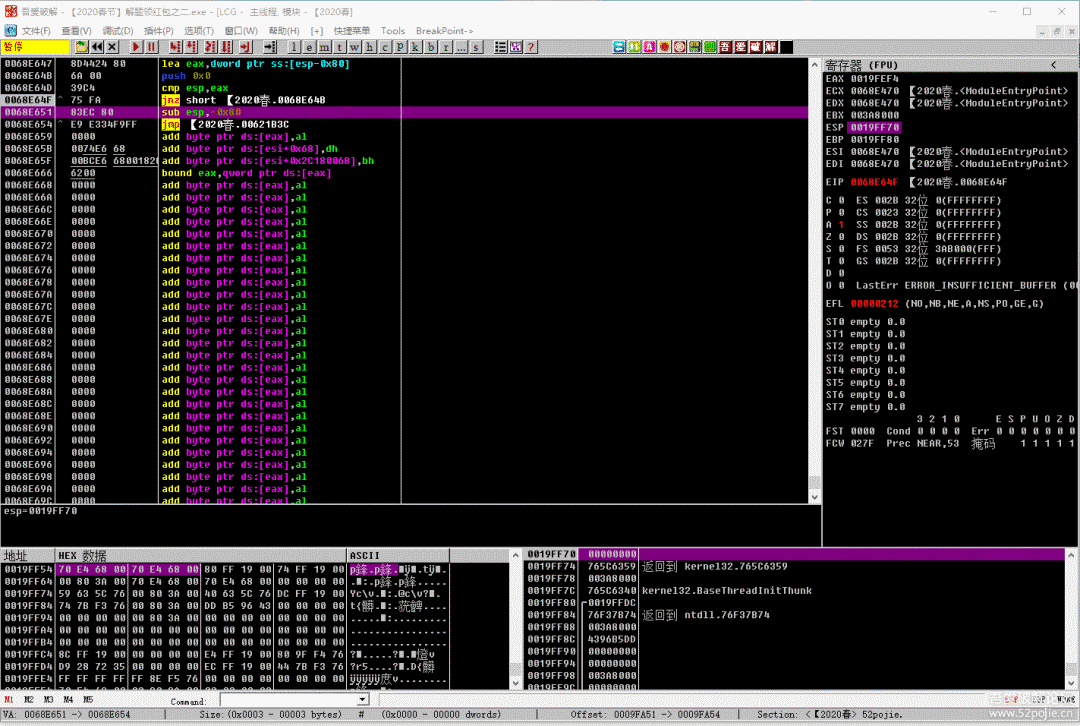 吾爱破解 - 【2020春节】解题领红包之二.exe - [LCG - 主线程, 模块 - 【2020春]
文件(F) 查看(V) 调试(D) 插件(P) 选项(T) 窗口(W) 帮助(H) [+] 快捷菜单 Tools BreakPoint->
暂停 l e m t w h c p k b r ... s ? 吾 爱 破 解
0068E647 8D4424 80 lea eax,dword ptr ss:[esp-0x80]
0068E64B 6A 00 push 0x0
0068E64D 39C4 cmp esp,eax
0068E64F ^ 75 FA jnz short 【2020春.0068E64B
0068E651 83EC 80 sub esp,-0x80
0068E654 ^ E9 E334F9FF jmp 【2020春.00621B3C
0068E659 0000 add byte ptr ds:[eax],al
0068E65B 0074E6 68 add byte ptr ds:[esi+0x68],dh
0068E65F 00BCE6 6800182C add byte ptr ds:[esi+0x2C180068],bh
0068E666 6200 bound eax,qword ptr ds:[eax]
0068E668 0000 add byte ptr ds:[eax],al
0068E66A 0000 add byte ptr ds:[eax],al
0068E66C 0000 add byte ptr ds:[eax],al
0068E66E 0000 add byte ptr ds:[eax],al
0068E670 0000 add byte ptr ds:[eax],al
0068E672 0000 add byte ptr ds:[eax],al
0068E674 0000 add byte ptr ds:[eax],al
0068E676 0000 add byte ptr ds:[eax],al
0068E678 0000 add byte ptr ds:[eax],al
0068E67A 0000 add byte ptr ds:[eax],al
0068E67C 0000 add byte ptr ds:[eax],al
0068E67E 0000 add byte ptr ds:[eax],al
0068E680 0000 add byte ptr ds:[eax],al
0068E682 0000 add byte ptr ds:[eax],al
0068E684 0000 add byte ptr ds:[eax],al
0068E686 0000 add byte ptr ds:[eax],al
0068E688 0000 add byte ptr ds:[eax],al
0068E68A 0000 add byte ptr ds:[eax],al
0068E68C 0000 add byte ptr ds:[eax],al
0068E68E 0000 add byte ptr ds:[eax],al
0068E690 0000 add byte ptr ds:[eax],al
0068E692 0000 add byte ptr ds:[eax],al
0068E694 0000 add byte ptr ds:[eax],al
0068E696 0000 add byte ptr ds:[eax],al
0068E698 0000 add byte ptr ds:[eax],al
0068E69A 0000 add byte ptr ds:[eax],al
0068E69C 0000 add byte ptr ds:[eax],al
esp=0019FF70
寄存器 (FPU) <
EAX 0019FEF4
ECX 0068E470 【2020春.<ModuleEntryPoint>
EDX 0068E470 【2020春.<ModuleEntryPoint>
EBX 003A8000
ESP 0019FF70
EBP 0019FF80
ESI 0068E470 【2020春.<ModuleEntryPoint>
EDI 0068E470 【2020春.<ModuleEntryPoint>
EIP 0068E64F 【2020春.0068E64F
C 0 ES 002B 32位 0(FFFFFFFF)
P 0 CS 0023 32位 0(FFFFFFFF)
A 1 SS 002B 32位 0(FFFFFFFF)
Z 0 DS 002B 32位 0(FFFFFFFF)
S 0 FS 0053 32位 3AB000(FFF)
T 0 GS 002B 32位 0(FFFFFFFF)
D 0
O 0 LastErr ERROR_INSUFFICIENT_BUFFER (00
EFL 00000212 (NO,NB,NE,A,NS,PO,GE,G)
ST0 empty 0.0
ST1 empty 0.0
ST2 empty 0.0
ST3 empty 0.0
ST4 empty 0.0
ST5 empty 0.0
ST6 empty 0.0
ST7 empty 0.0
3 2 1 0 E S P U O Z D
FST 0000 Cond 0 0 0 0 Err 0 0 0 0 0 0 0
FCW 027F Prec NEAR,53 掩码 1 1 1 1 1
地址 HEX 数据 ASCII
0019FF54 70 E4 68 00 70 E4 68 00 80 FF 19 00 74 FF 19 00
0019FF64 00 80 3A 00 70 E4 68 00 70 E4 68 00 00 00 00 00
0019FF74 59 63 5C 76 00 80 3A 00 40 63 5C 76 DC FF 19 00
0019FF84 74 7B F3 76 00 80 3A 00 DD B5 96 43 00 00 00 00
0019FF94 00 00 00 00 00 80 3A 00 00 00 00 00 00 00 00 00
0019FFA4 00 00 00 00 00 00 00 00 00 00 00 00 00 00 00 00
0019FFB4 00 00 00 00 00 00 00 00 00 00 00 00 00 00 00 00
0019FFC4 8C FF 19 00 00 00 00 00 E4 FF 19 00 80 9F F4 76
0019FFD4 D9 28 72 35 00 00 00 00 EC FF 19 00 44 7B F3 76
0019FFE4 FF FF FF FF FF 8E F5 76 00 00 00 00 00 00 00 00
0019FF70 00000000
0019FF74 765C6359 返回到 kernel32.765C6359
0019FF78 003A8000
0019FF7C 765C6340 kernel32.BaseThreadInitThunk
0019FF80 0019FFDC
0019FF84 76F37B74 返回到 ntdll.76F37B74
0019FF88 003A8000
0019FF8C 4396B5DD
0019FF90 00000000
0019FF94 00000000
0019FF98 003A8000
0019FF9C 00000000
M1 M2 M3 M4 M5 Command:
VA: 0068E651 -> 0068E654 Size:(0x0003 - 00003 bytes) # (0x0000 - 00000 dwords) Offset: 0009FA51 -> 0009FA54 Section: <【2020春> 52pojie.
www.52pojie.cn